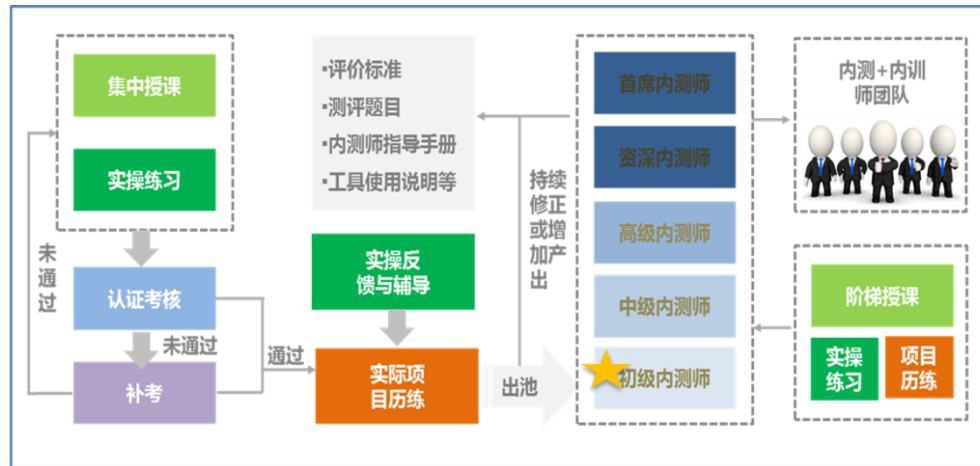 集中授课
实操练习
未通过
认证考核
未通过
补考
通过
·评价标准
·测评题目
·内测师指导手册
·工具使用说明等
实操反
馈与辅导
实际项
目历练
出池
持续
修正
或增
加产
出
首席内测师
资深内测师
高级内测师
中级内测师
初级内测师
内测+内训
师团队
阶梯授课
实操
练习
项目
历练